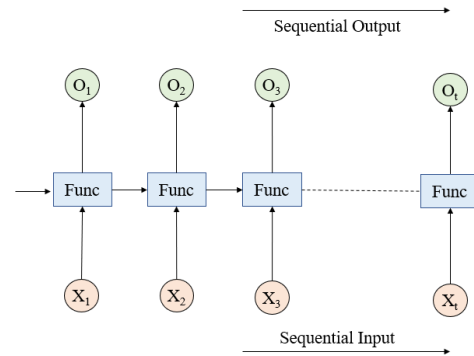 Sequential Output
O1 O2 O3 Ot
Func Func Func Func
X1 X2 X3 Xt
Sequential Input